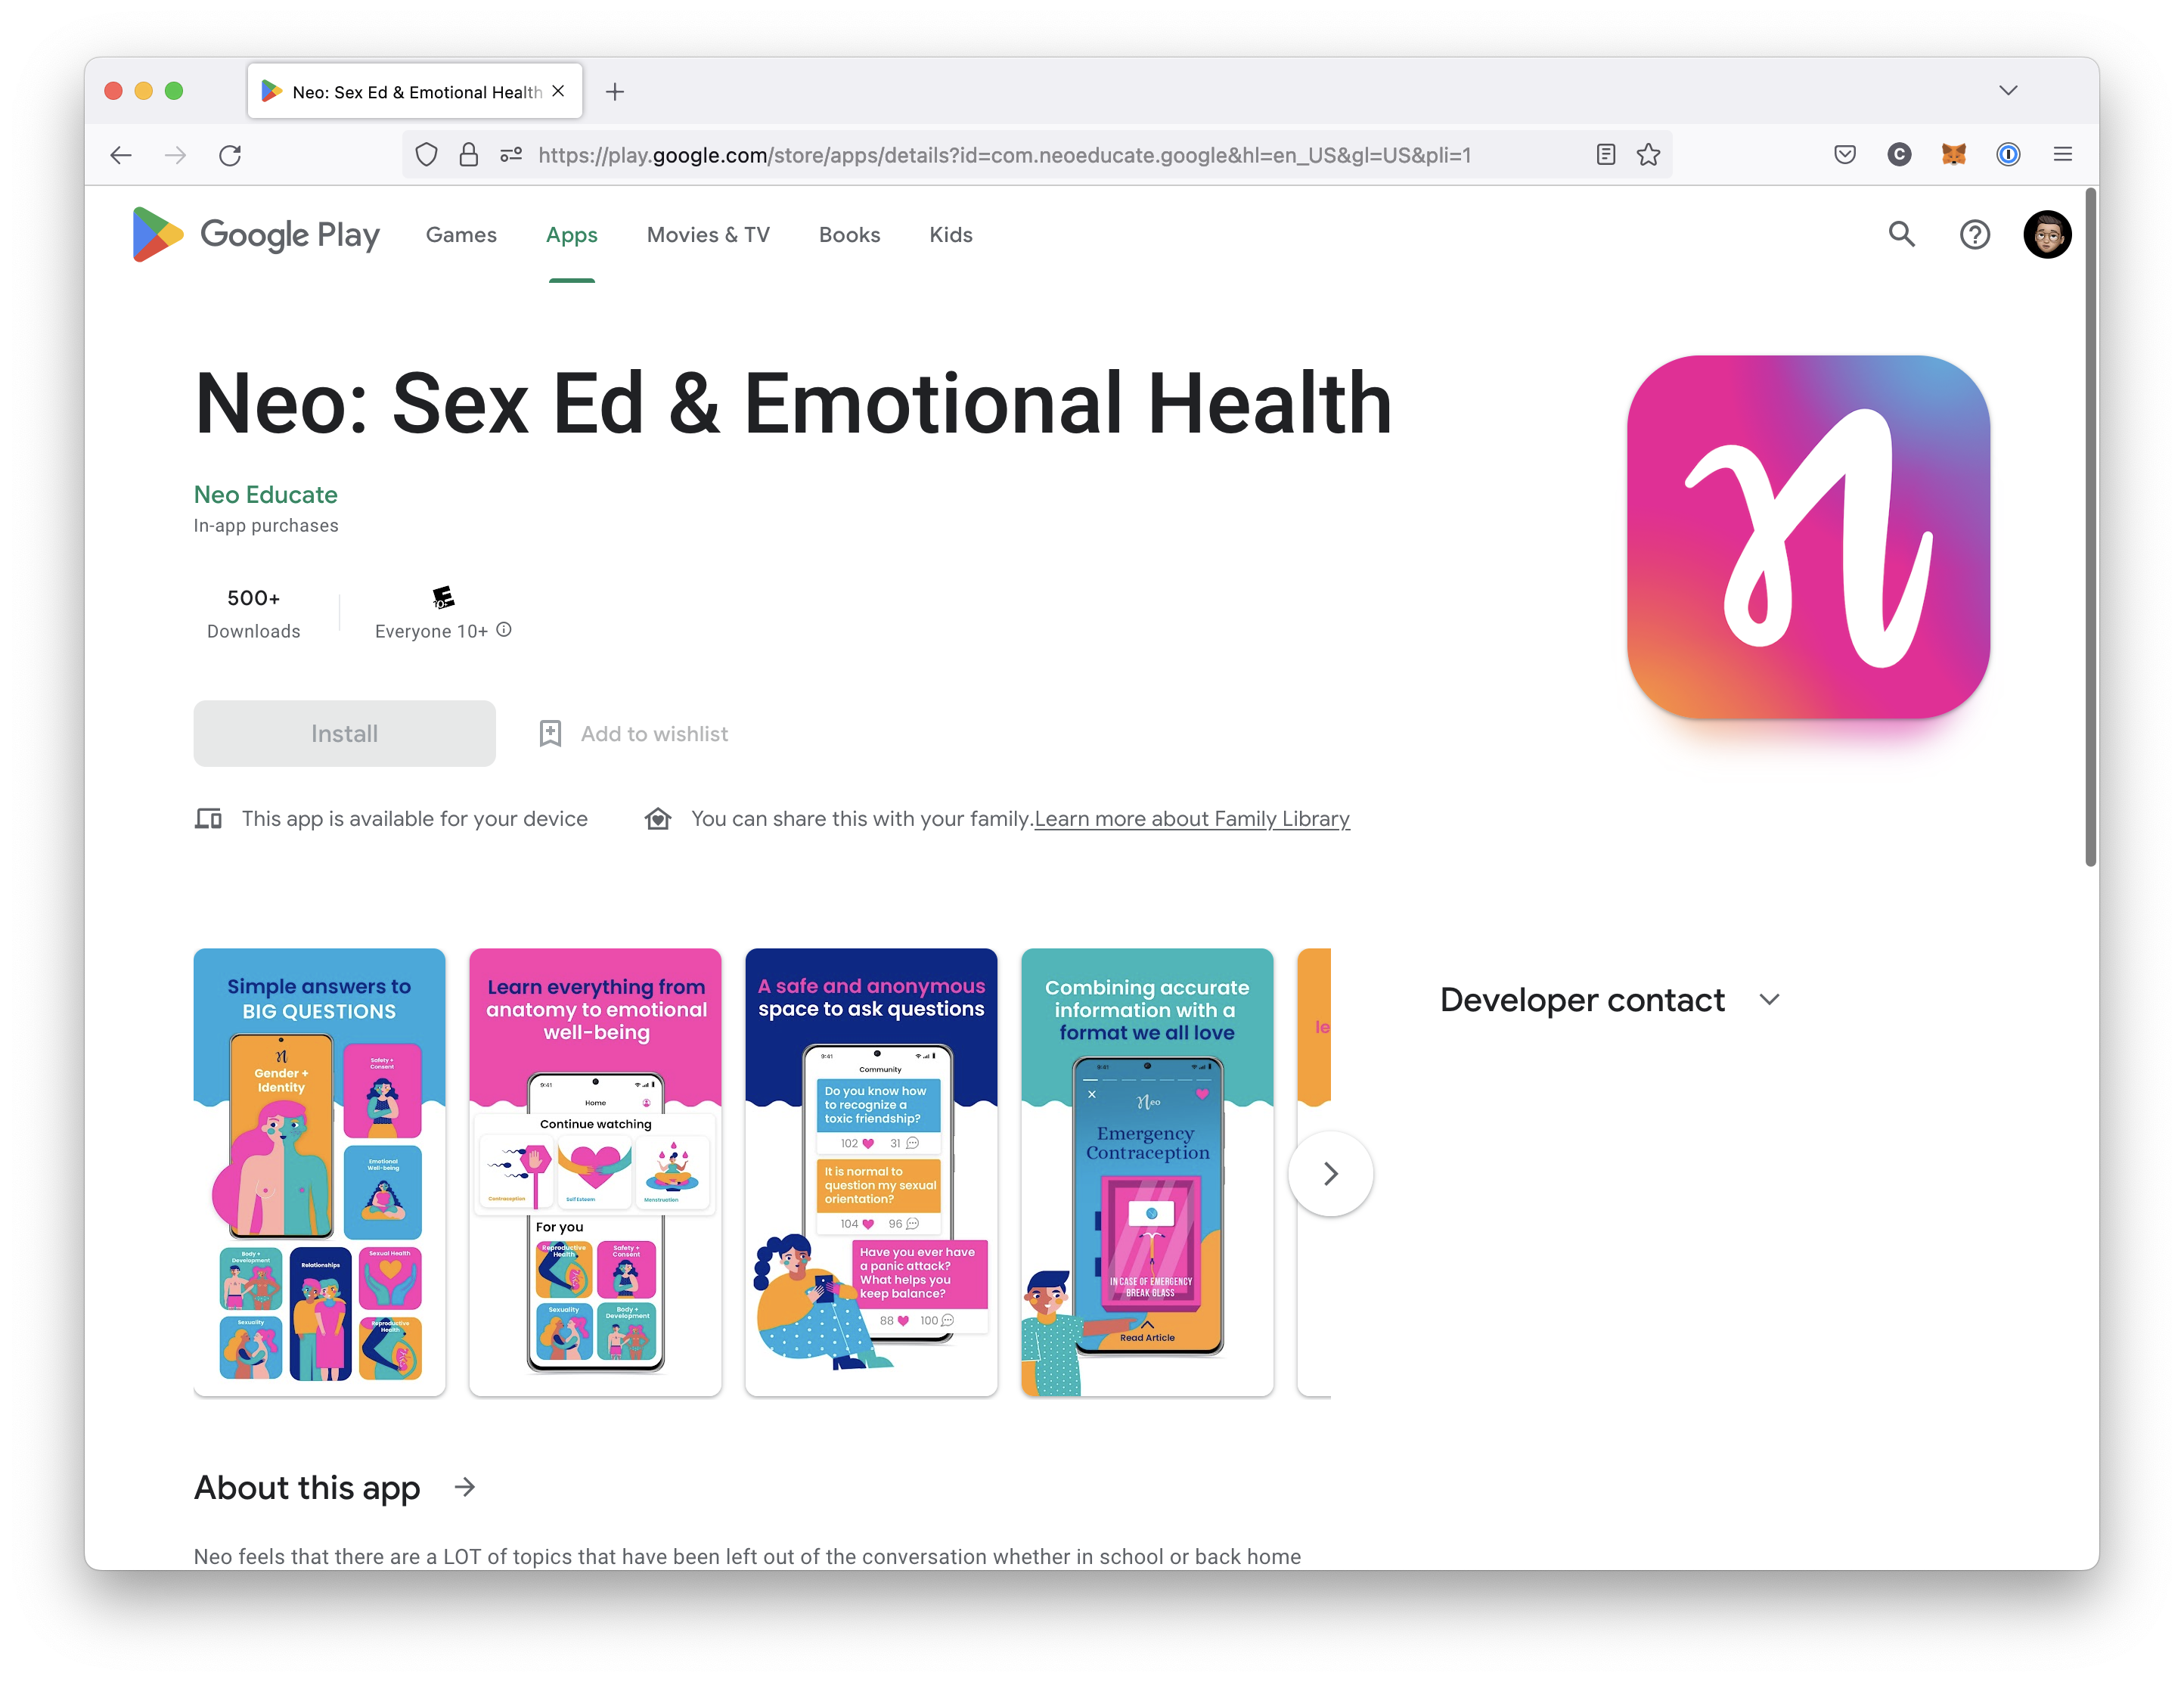 Neo: Sex Ed & Emotional Health
https://play.google.com/store/apps/details?id=com.neoeducate.google&hl=en_US&gl=US&pli=1
C
Google Play
Games
Apps
Movies & TV
Books
Kids
Neo: Sex Ed & Emotional Health
n
Neo Educate
In-app purchases
500+
Downloads
E
10+
Everyone 10+
Install
Add to wishlist
This app is available for your device
You can share this with your family.Learn more about Family Library
Simple answers to
BIG QUESTIONS
n
Gender +
Identity
Safety +
Consent
Emotional
Well-being
Body +
Development
Relationships
Sexual Health
Sexuality
Reproductive
Health
Learn everything from
anatomy to emotional
well-being
9:41
Home
Continue watching
Contraception
Self Esteem
Menstruation
For you
Reproductive
Health
Safety +
Consent
Sexuality
Body +
Development
A safe and anonymous
space to ask questions
9:41
Community
Do you know how
to recognize a
toxic friendship?
102
31
It is normal to
question my sexual
orientation?
104
96
Have you ever have
a panic attack?
What helps you
keep balance?
88
100
Combining accurate
information with a
format we all love
9:41
Neo
Emergency
Contraception
IN CASE OF EMERGENCY
BREAK GLASS
Read Article
le
Developer contact
About this app
Neo feels that there are a LOT of topics that have been left out of the conversation whether in school or back home